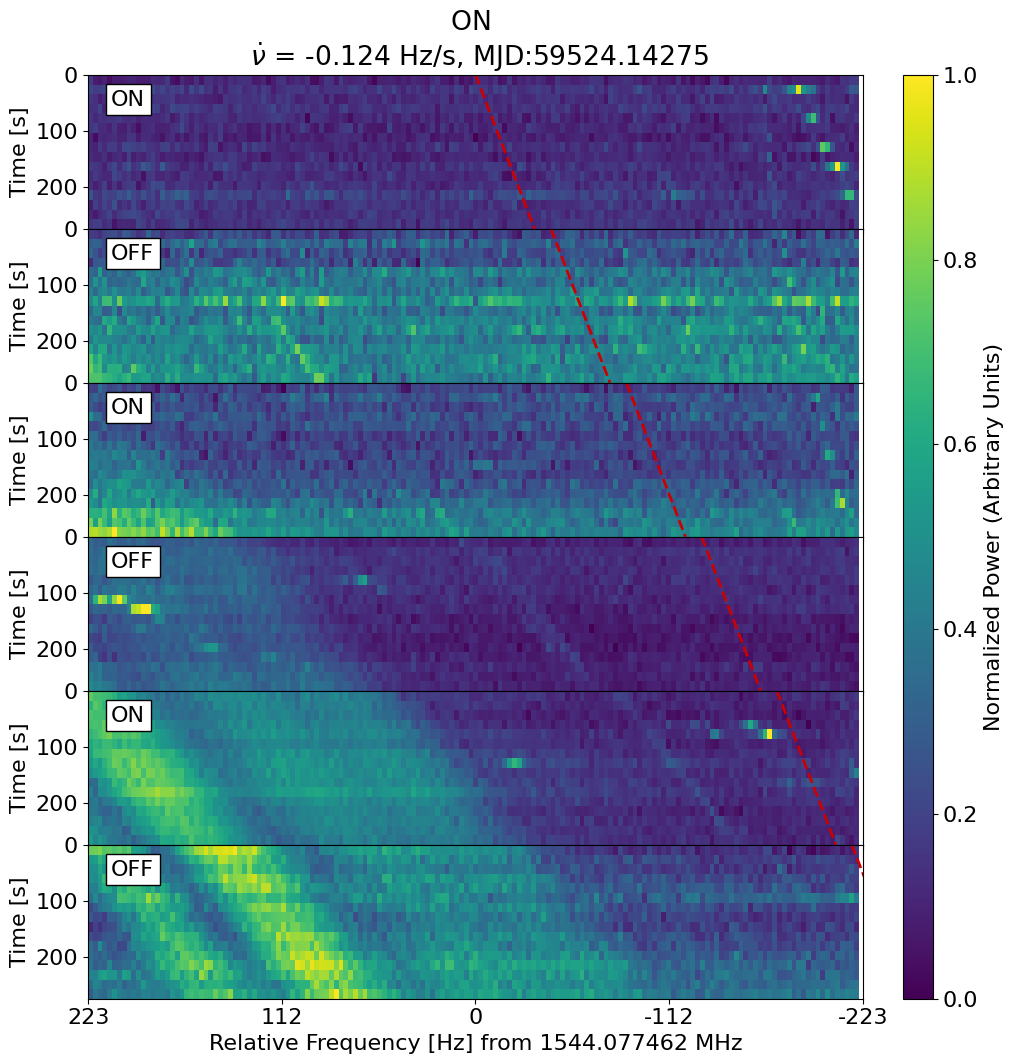 ON
ν̇ = -0.124 Hz/s, MJD:59524.14275
0
ON
100
Time [s]
200
0
OFF
100
Time [s]
200
0
ON
100
Time [s]
200
0
OFF
100
Time [s]
200
0
ON
100
Time [s]
200
0
OFF
100
Time [s]
200
223 112 0 -112 -223
Relative Frequency [Hz] from 1544.077462 MHz
1.0
0.8
0.6
0.4
0.2
0.0
Normalized Power (Arbitrary Units)